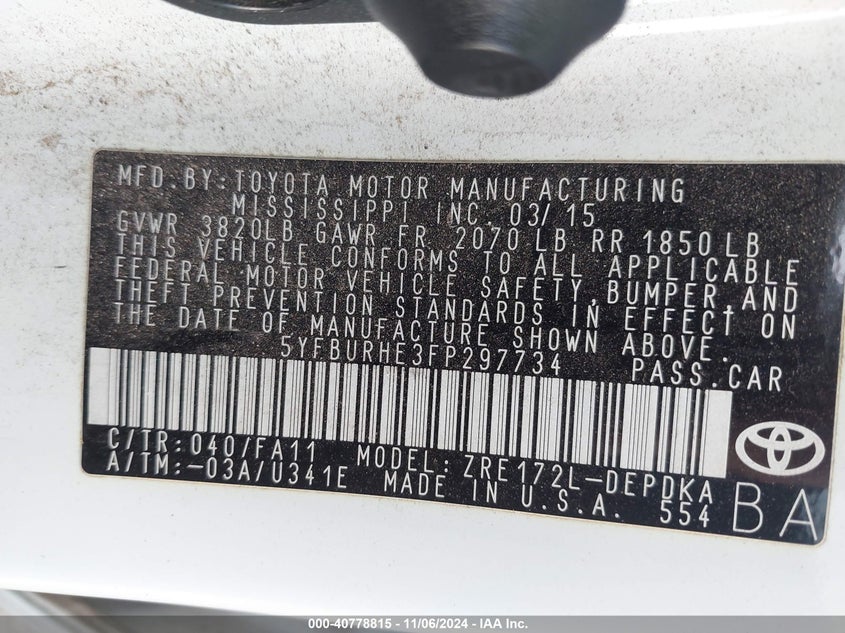 MFD.BY:TOYOTA MOTOR MANUFACTURING
MISSISSIPPI INC. 03/15
GVWR 3820LB GAWR FR 2070 LB RR 1850LB
THIS VEHICLE CONFORMS TO ALL APPLICABLE
FEDERAL MOTOR VEHICLE SAFETY,BUMPER,AND
THEFT PREVENTION STANDARDS IN EFFECT ON
THE DATE OF MANUFACTURE SHOWN ABOVE.
5YFBURHE3FP297734 PASS.CAR
C/TR:040/FA11 MODEL:ZRE172L-DEPDKA
A/TM:-03A/U341E MADE IN U.S.A. 554
BA
000-40778815 - 11/06/2024 - IAA Inc.